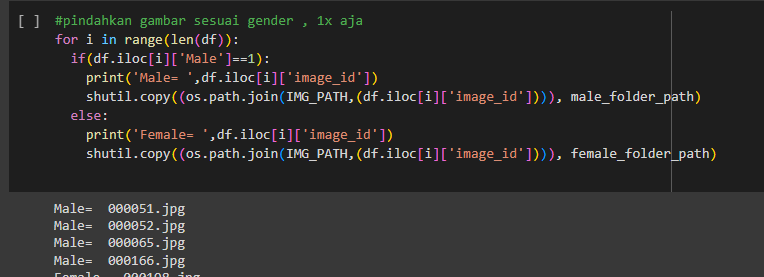 [ ] #pindahkan gambar sesuai gender , 1x aja
for i in range(len(df)):
  if(df.iloc[i]['Male']==1):
    print('Male= ',df.iloc[i]['image_id'])
    shutil.copy((os.path.join(IMG_PATH,(df.iloc[i]['image_id']))), male_folder_path)
  else:
    print('Female= ',df.iloc[i]['image_id'])
    shutil.copy((os.path.join(IMG_PATH,(df.iloc[i]['image_id']))), female_folder_path)
Male=  000051.jpg
Male=  000052.jpg
Male=  000065.jpg
Male=  000166.jpg
Female=  000198.jpg